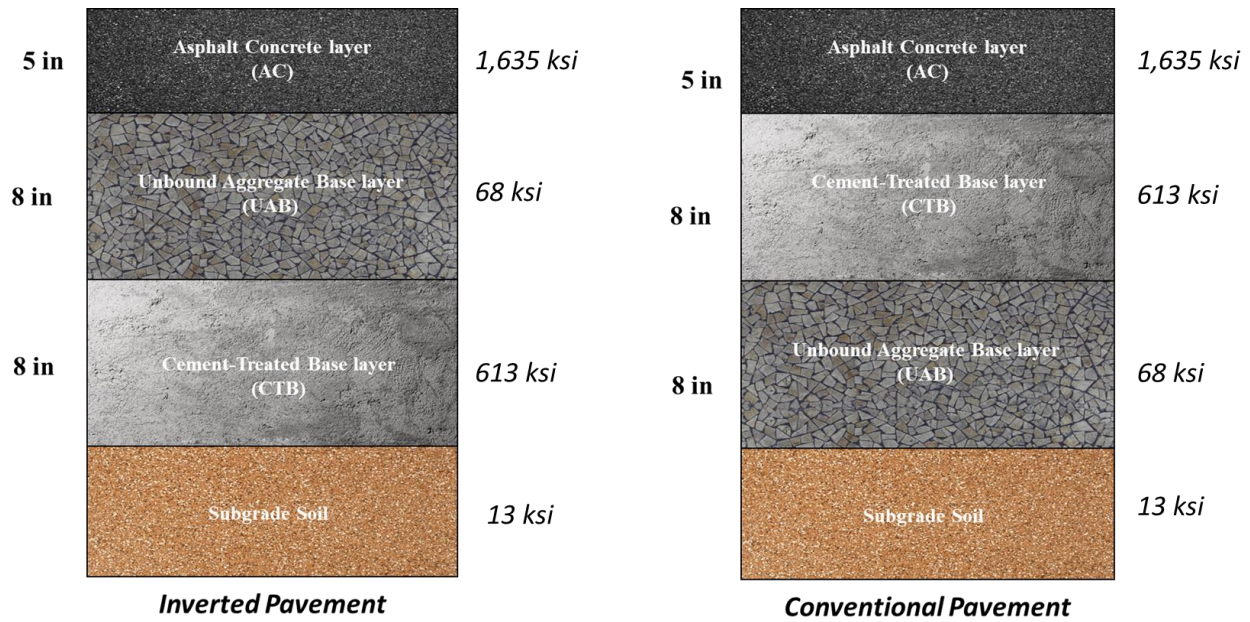 Asphalt Concrete layer
(AC)
5 in
1,635 ksi
Unbound Aggregate Base layer
(UAB)
8 in
68 ksi
Cement-Treated Base layer
(CTB)
8 in
613 ksi
Subgrade Soil
13 ksi
Inverted Pavement
Asphalt Concrete layer
(AC)
5 in
1,635 ksi
Cement-Treated Base layer
(CTB)
8 in
613 ksi
Unbound Aggregate Base layer
(UAB)
8 in
68 ksi
Subgrade Soil
13 ksi
Conventional Pavement